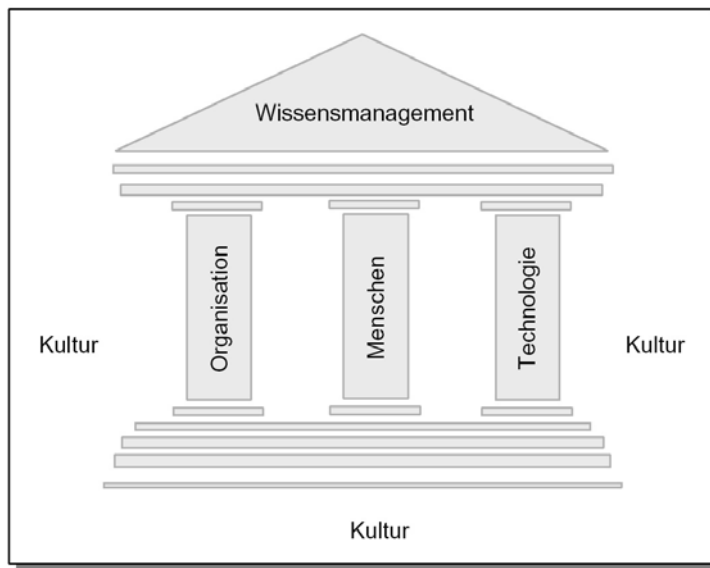 Wissensmanagement
Organisation
Menschen
Technologie
Kultur
Kultur
Kultur